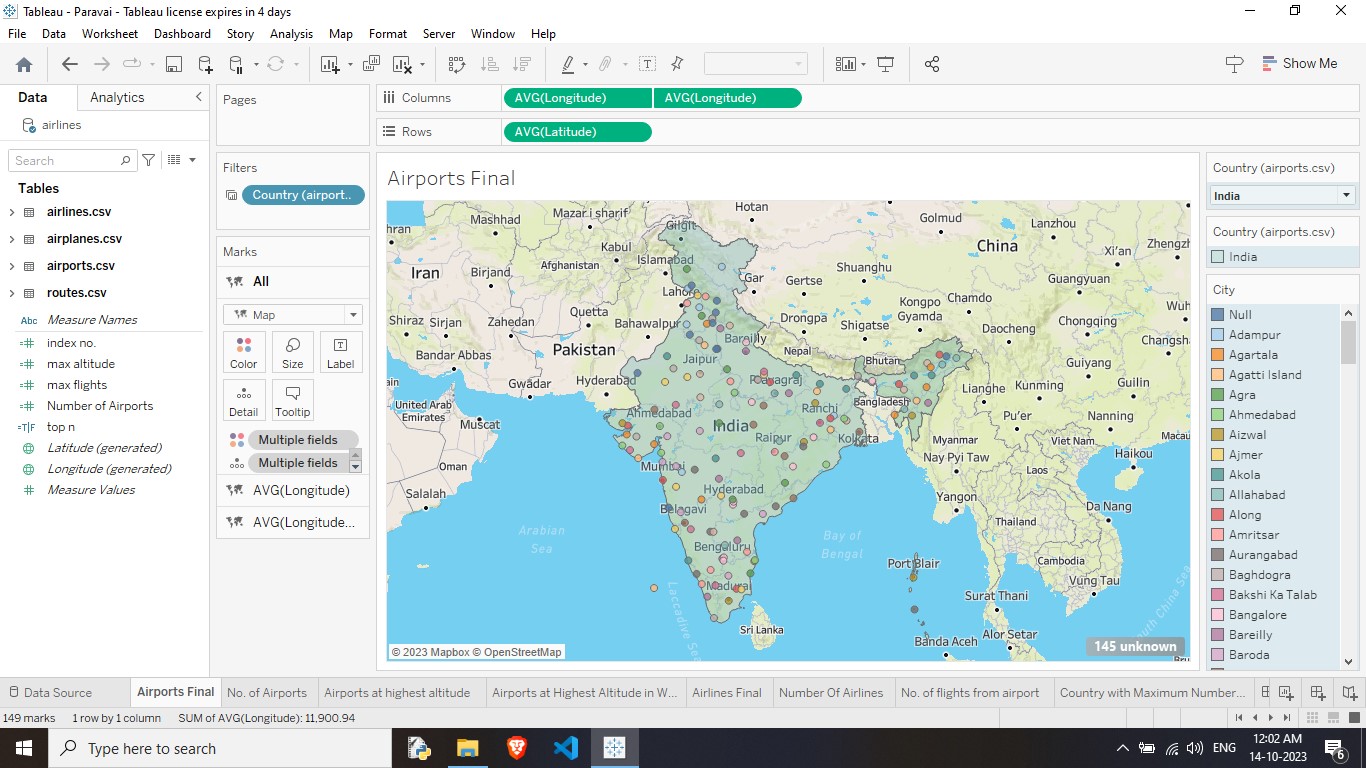 Tableau - Paravai - Tableau license expires in 4 days
File Data Worksheet Dashboard Story Analysis Map Format Server Window Help
Show Me
Data Analytics
airlines
Search
Tables
airlines.csv
airplanes.csv
airports.csv
routes.csv
Abc Measure Names
index no.
max altitude
max flights
Number of Airports
top n
Latitude (generated)
Longitude (generated)
Measure Values
Pages
Filters
Country (airport..
Marks
All
Map
Color Size Label
Detail Tooltip
Multiple fields
Multiple fields
AVG(Longitude)
AVG(Longitude...
Columns AVG(Longitude) AVG(Longitude)
Rows AVG(Latitude)
Airports Final
Hotan
Mazar i sharif
Golmud
Mashhad
Gilgit
Lanzhou
Kabul
China
Zhengzh
Xi'an
Islamabad
Afghanistan
Shuanghu
Iran
Birjand
Gar
Gertse
Guangyuan
Lahor
Kongpo Gyamda
Chamdo
Quetta
Shiraz
Sirjan
Zahedan
Bahawalpur
Drongpa
Shigatse
Chongqing
Daocheng
Bareilly
Changsh
Pakistan
Nepal
Bandar Abbas
Jaipur
Bhutan
Guiyang
Gwadar
Hyderabad
Prayagraj
Lianghe
Kunming
Guilin
United Arab Emirates
Ahmedabad
Ranchi
Bangladesh
Pu'er
Nanning
Muscat
India
Raipur
Kolkata
Myanmar
Viet Nam
Macau
Nay Pyi Taw
Haikou
Oman
Mumbai
Laos
Salalah
Hyderabad
Yangon
Belagavi
Da Nang
Thailand
Arabian Sea
Bay of Bengal
Bengaluru
Cambodia
Port Blair
Vung Tau
Madurai
Surat Thani
Laccadive Sea
South China Sea
Sri Lanka
Alor Setar
Banda Aceh
145 unknown
© 2023 Mapbox © OpenStreetMap
Country (airports.csv)
India
Country (airports.csv)
India
City
Null
Adampur
Agartala
Agatti Island
Agra
Ahmedabad
Aizwal
Ajmer
Akola
Allahabad
Along
Amritsar
Aurangabad
Baghdogra
Bakshi Ka Talab
Bangalore
Bareilly
Baroda
Data Source Airports Final No. of Airports Airports at highest altitude Airports at Highest Altitude in W... Airlines Final Number Of Airlines No. of flights from airport Country with Maximum Number...
149 marks 1 row by 1 column SUM of AVG(Longitude): 11,900.94
Type here to search
ENG
12:02 AM
14-10-2023
6